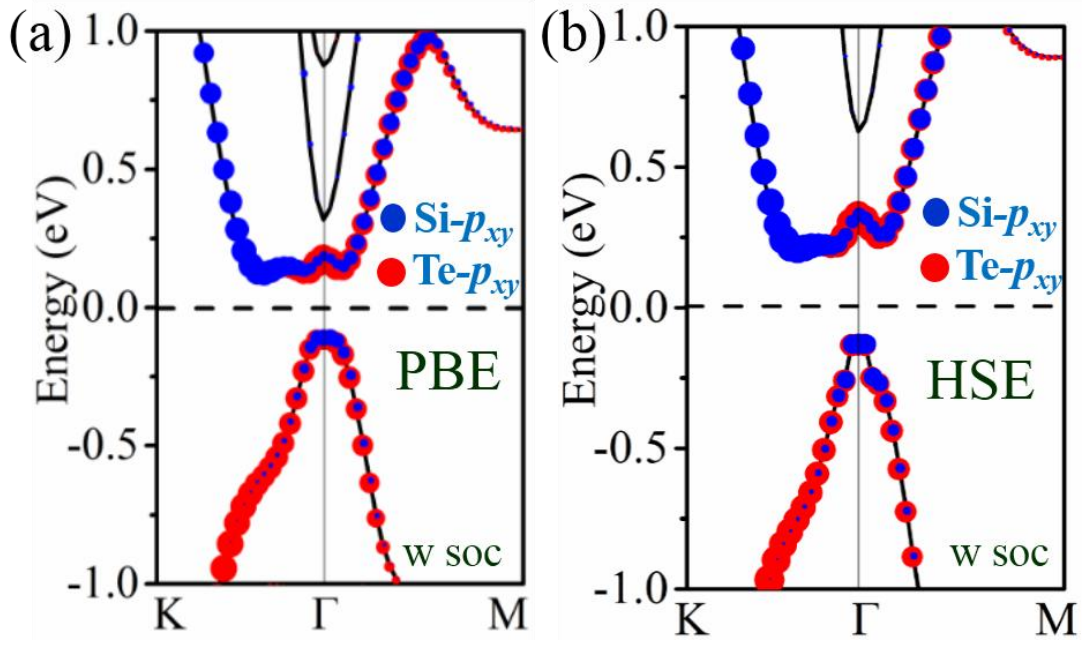 (a)
1.0
0.5
0.0
-0.5
-1.0
Energy (eV)
Si-pxy
Te-pxy
PBE
w soc
K
Γ
M
(b)
1.0
0.5
0.0
-0.5
-1.0
Energy (eV)
Si-pxy
Te-pxy
HSE
w soc
K
Γ
M